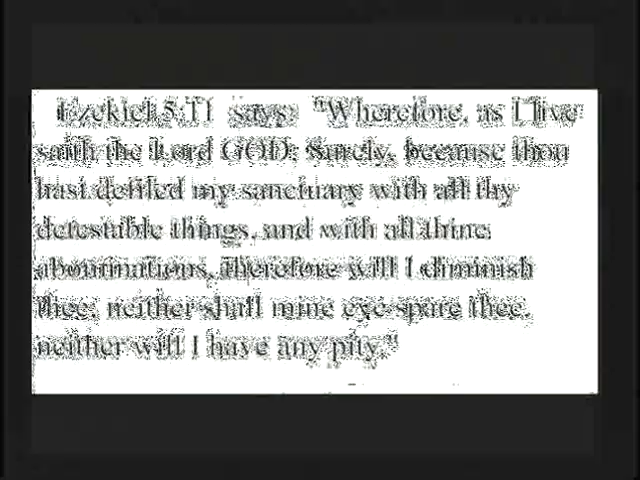 Ezekiel 5:11 says: "Wherefore, as I live
saith the Lord GOD; Surely, because thou
hast defiled my sanctuary with all thy
detestable things, and with all thine
abominations, therefore will I diminish
thee; neither shall mine eye spare thee,
neither will I have any pity."